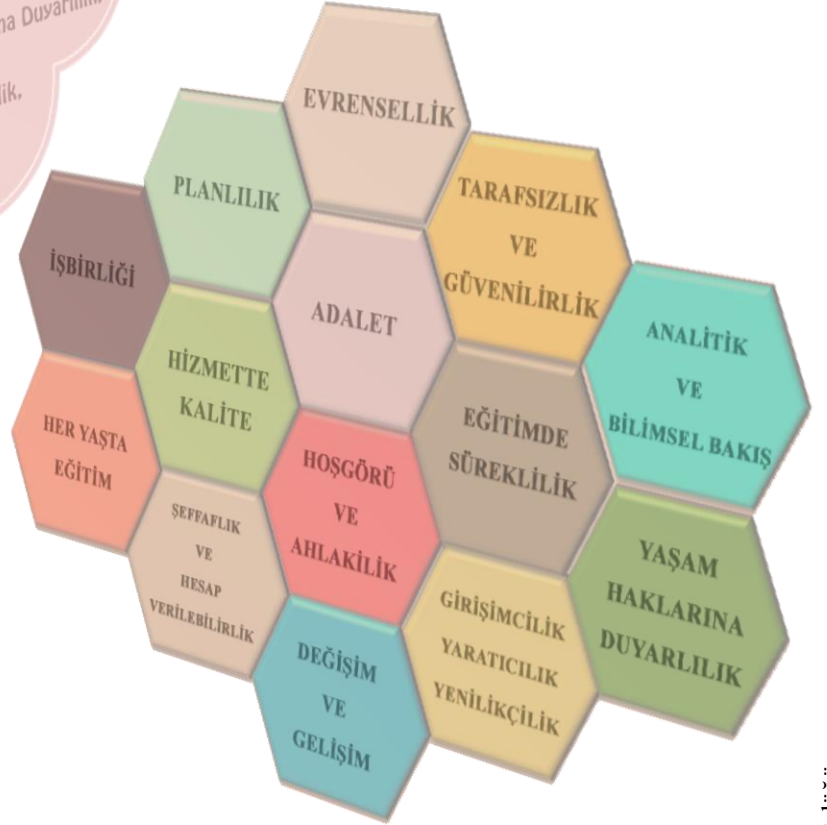 na Duyarlılık,
lik,
EVRENSELLİK
PLANLILIK
TARAFSIZLIK
VE
GÜVENİLİRLİK
İŞBİRLİĞİ
ADALET
ANALİTİK
VE
BİLİMSEL BAKIŞ
HİZMETTE
KALİTE
HER YAŞTA
EĞİTİM
EĞİTİMDE
SÜREKLİLİK
HOŞGÖRÜ
VE
AHLAKİLİK
ŞEFFAFLIK
VE
HESAP
VERİLEBİLİRLİK
YAŞAM
HAKLARINA
DUYARLILIK
GİRİŞİMCİLİK
YARATICILIK
YENİLİKÇİLİK
DEĞİŞİM
VE
GELİŞİM